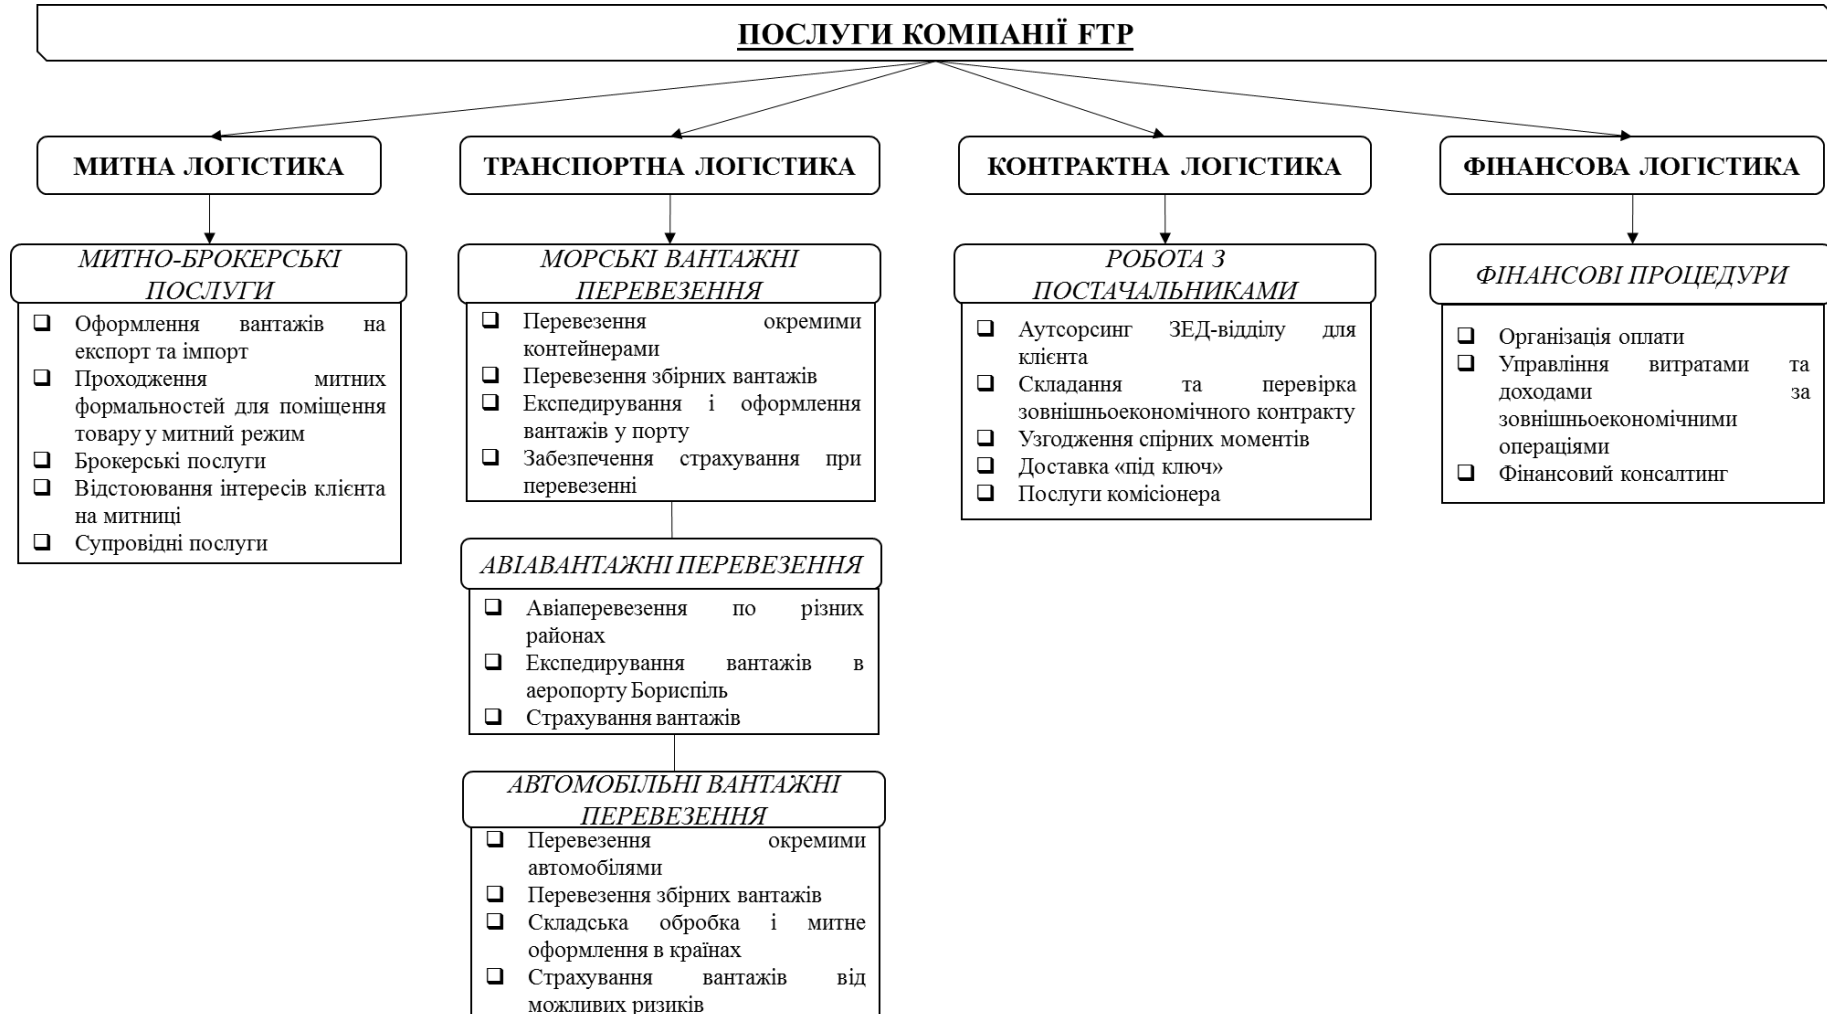 ПОСЛУГИ КОМПАНІЇ FTP
МИТНА ЛОГІСТИКА
МИТНО-БРОКЕРСЬКІ
ПОСЛУГИ
Оформлення вантажів на
експорт та імпорт
Проходження митних
формальностей для поміщення
товару у митний режим
Брокерські послуги
Відстоювання інтересів клієнта
на митниці
Супровідні послуги
ТРАНСПОРТНА ЛОГІСТИКА
МОРСЬКІ ВАНТАЖНІ
ПЕРЕВЕЗЕННЯ
Перевезення окремими
контейнерами
Перевезення збірних вантажів
Експедирування і оформлення
вантажів у порту
Забезпечення страхування при
перевезенні
АВІАВАНТАЖНІ ПЕРЕВЕЗЕННЯ
Авіаперевезення по різних
районах
Експедирування вантажів в
аеропорту Бориспіль
Страхування вантажів
АВТОМОБІЛЬНІ ВАНТАЖНІ
ПЕРЕВЕЗЕННЯ
Перевезення окремими
автомобілями
Перевезення збірних вантажів
Складська обробка і митне
оформлення в країнах
Страхування вантажів від
можливих ризиків
КОНТРАКТНА ЛОГІСТИКА
РОБОТА З
ПОСТАЧАЛЬНИКАМИ
Аутсорсинг ЗЕД-відділу для
клієнта
Складання та перевірка
зовнішньоекономічного контракту
Узгодження спірних моментів
Доставка «під ключ»
Послуги комісіонера
ФІНАНСОВА ЛОГІСТИКА
ФІНАНСОВІ ПРОЦЕДУРИ
Організація оплати
Управління витратами та
доходами за
зовнішньоекономічними
операціями
Фінансовий консалтинг